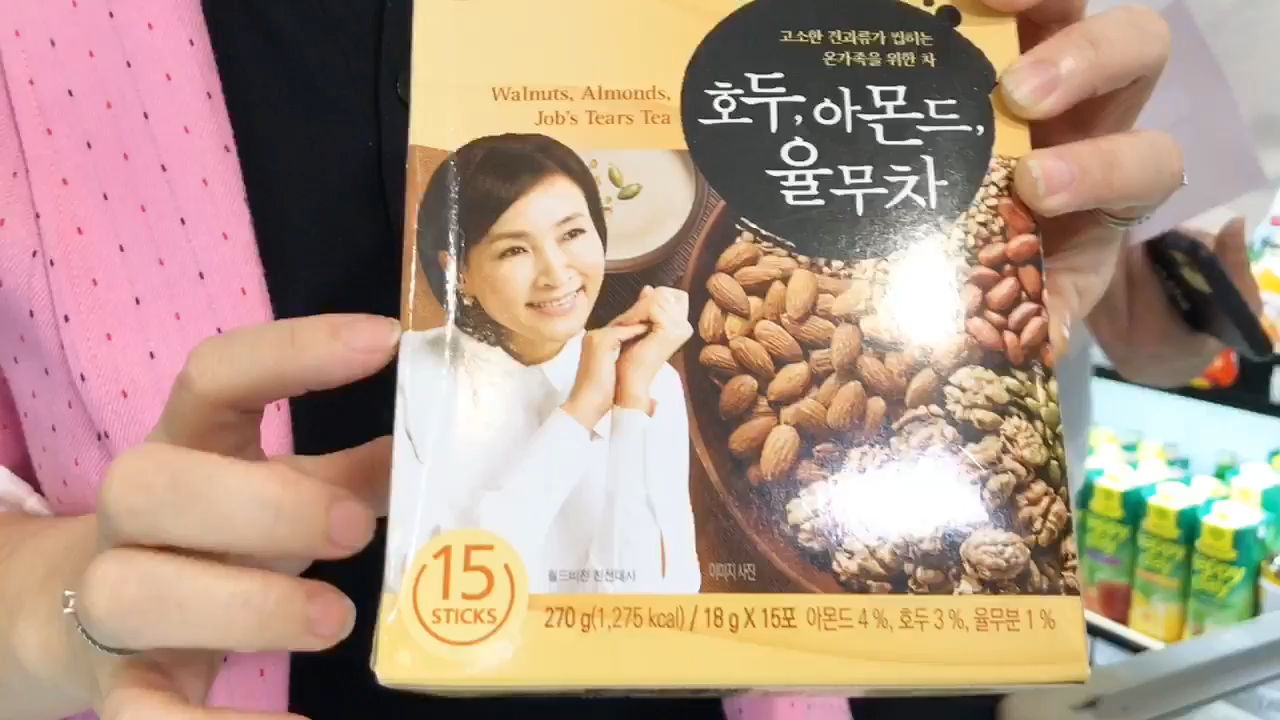 고소한 견과류가 씹히는
온가족을 위한 차
호두, 아몬드,
율무차
Walnuts, Almonds,
Job's Tears Tea
15
STICKS
월드비전 친선대사
이미지 사진
270 g(1,275 kcal) / 18 g X 15포 아몬드 4 %, 호두 3 %, 율무분 1 %